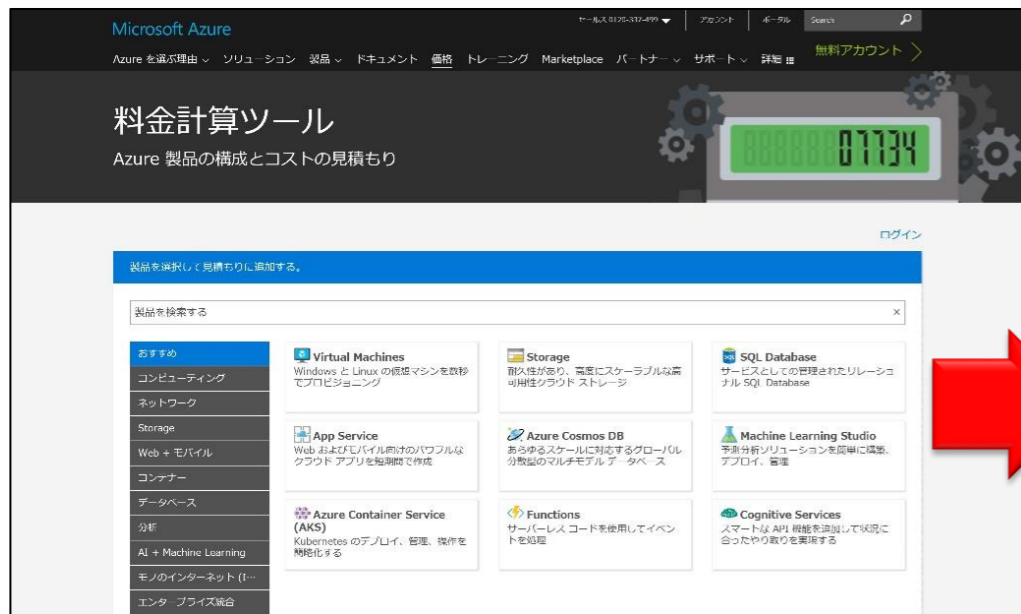 Microsoft Azure
セールス 0120-337-499
アカウント
ポータル
Search
Azure を選ぶ理由 ソリューション 製品 ドキュメント 価格 トレーニング Marketplace パートナー サポート 詳細
無料アカウント
料金計算ツール
Azure 製品の構成とコストの見積もり
07734
ログイン
製品を選択して見積もりに追加する。
製品を検索する
おすすめ
コンピューティング
ネットワーク
Storage
Web + モバイル
コンテナー
データベース
分析
AI + Machine Learning
モノのインターネット (I…
エンタープライズ統合
Virtual Machines
Windows と Linux の仮想マシンを数秒
でプロビジョニング
Storage
耐久性があり、高度にスケーラブルな高
可用性クラウド ストレージ
SQL Database
サービスとしての管理されたリレーショ
ナル SQL Database
App Service
Web およびモバイル向けのパワフルな
クラウド アプリを短期間で作成
Azure Cosmos DB
あらゆるスケールに対応するグローバル
分散型のマルチモデル データベース
Machine Learning Studio
予測分析ソリューションを簡単に構築、
デプロイ、管理
Azure Container Service
(AKS)
Kubernetes のデプロイ、管理、操作を
簡略化する
Functions
サーバーレス コードを使用してイベン
トを処理
Cognitive Services
スマートな API 機能を追加して状況に
合ったやり取りを実現する